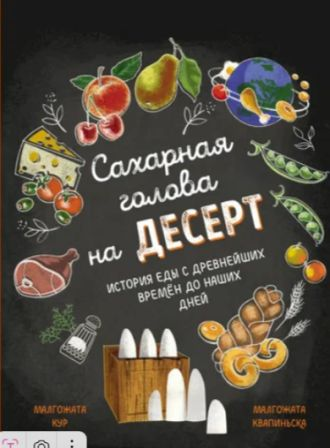 Сахарная
голова
на ДЕСЕРТ
ИСТОРИЯ ЕДЫ С ДРЕВНЕЙШИХ
ВРЕМЁН ДО НАШИХ
ДНЕЙ
МАЛГОЖАТА
КУР
МАЛГОЖАТА
КВАПИНЬСКА